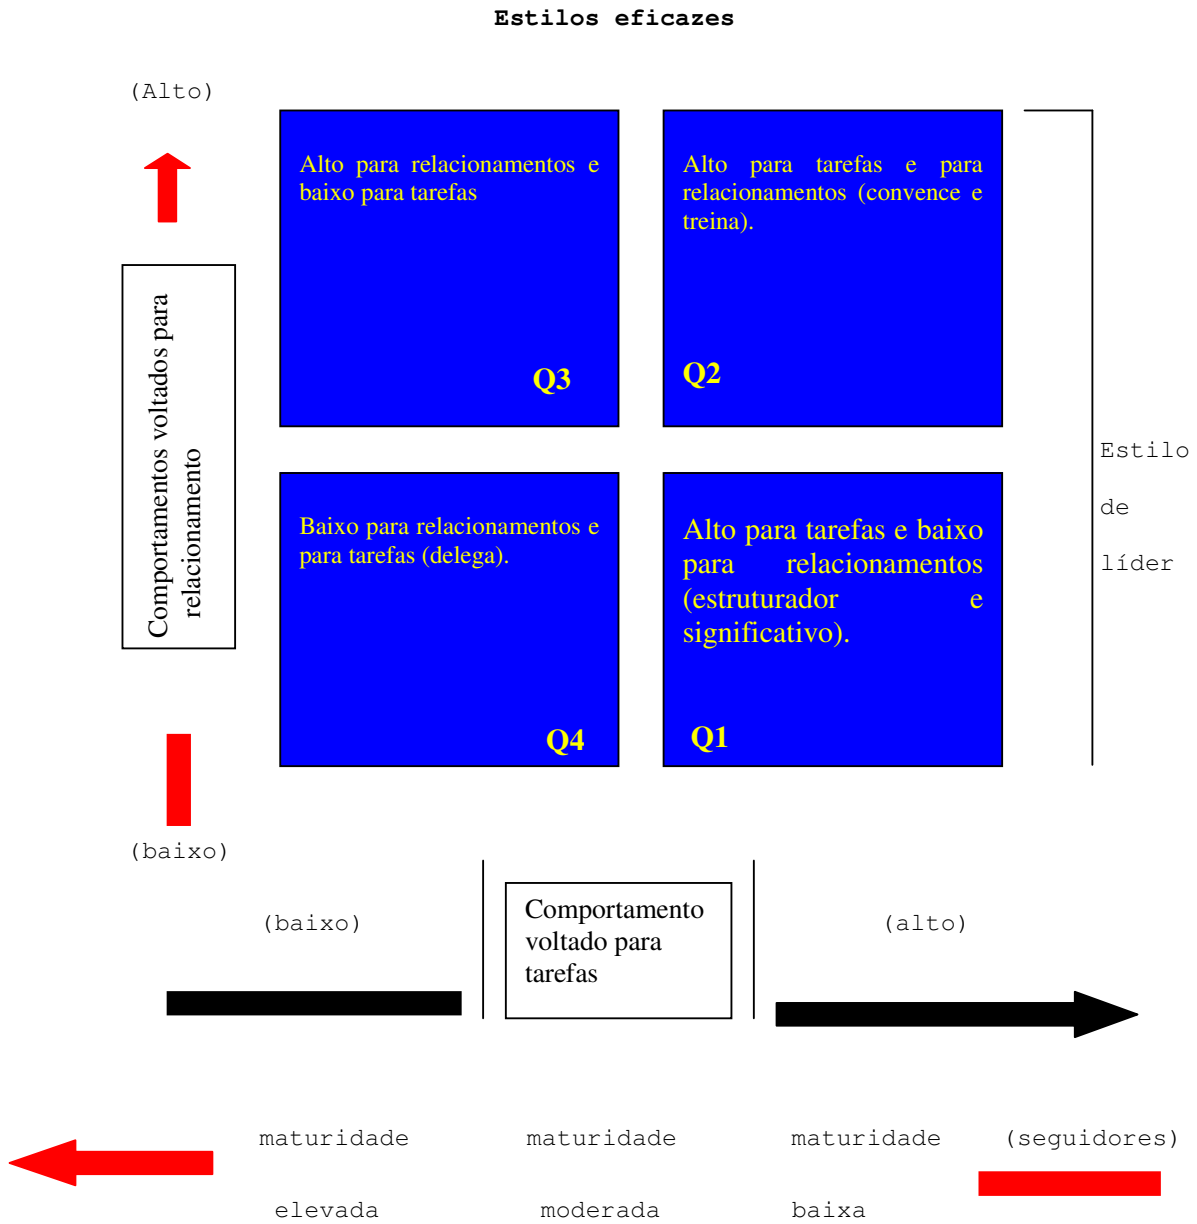 Estilos eficazes
(Alto)
Alto para relacionamentos e
baixo para tarefas
Q3
Alto para tarefas e para
relacionamentos (convence e
treina).
Q2
Comportamentos voltados para
relacionamento
Estilo
de
líder
Baixo para relacionamentos e
para tarefas (delega).
Q4
Alto para tarefas e baixo
para relacionamentos
(estruturador e
significativo).
Q1
(baixo)
(baixo)
Comportamento
voltado para
tarefas
(alto)
maturidade maturidade maturidade (seguidores)
elevada moderada baixa